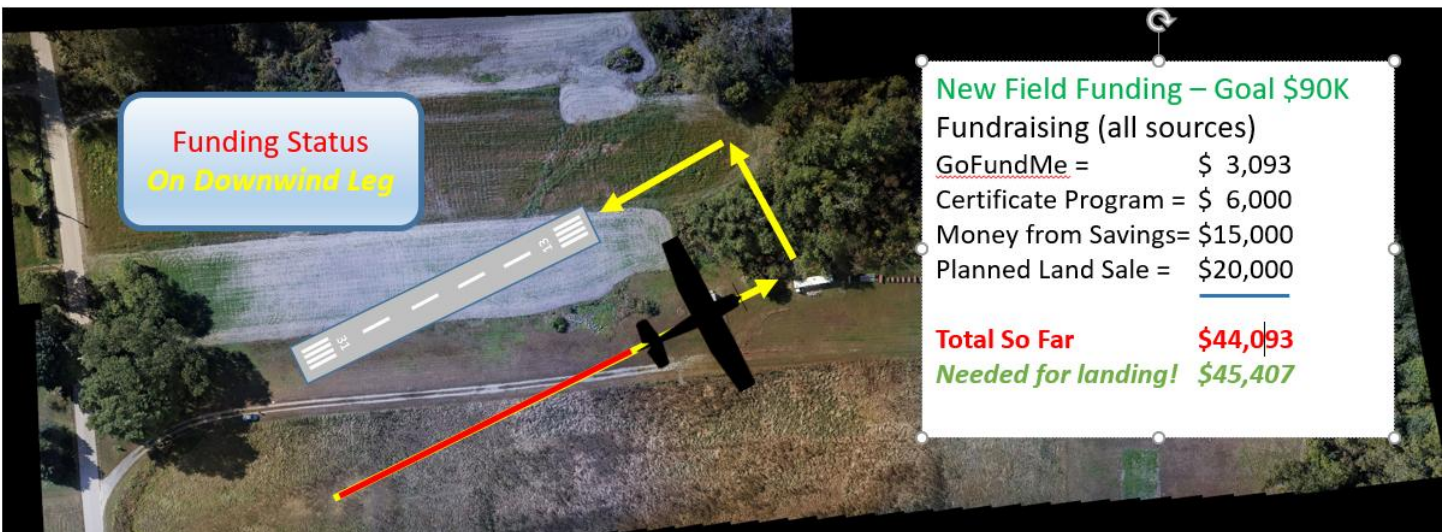 Funding Status
On Downwind Leg
13
31
New Field Funding – Goal $90K
Fundraising (all sources)
GoFundMe = $ 3,093
Certificate Program = $ 6,000
Money from Savings= $15,000
Planned Land Sale = $20,000
Total So Far $44,093
Needed for landing! $45,407